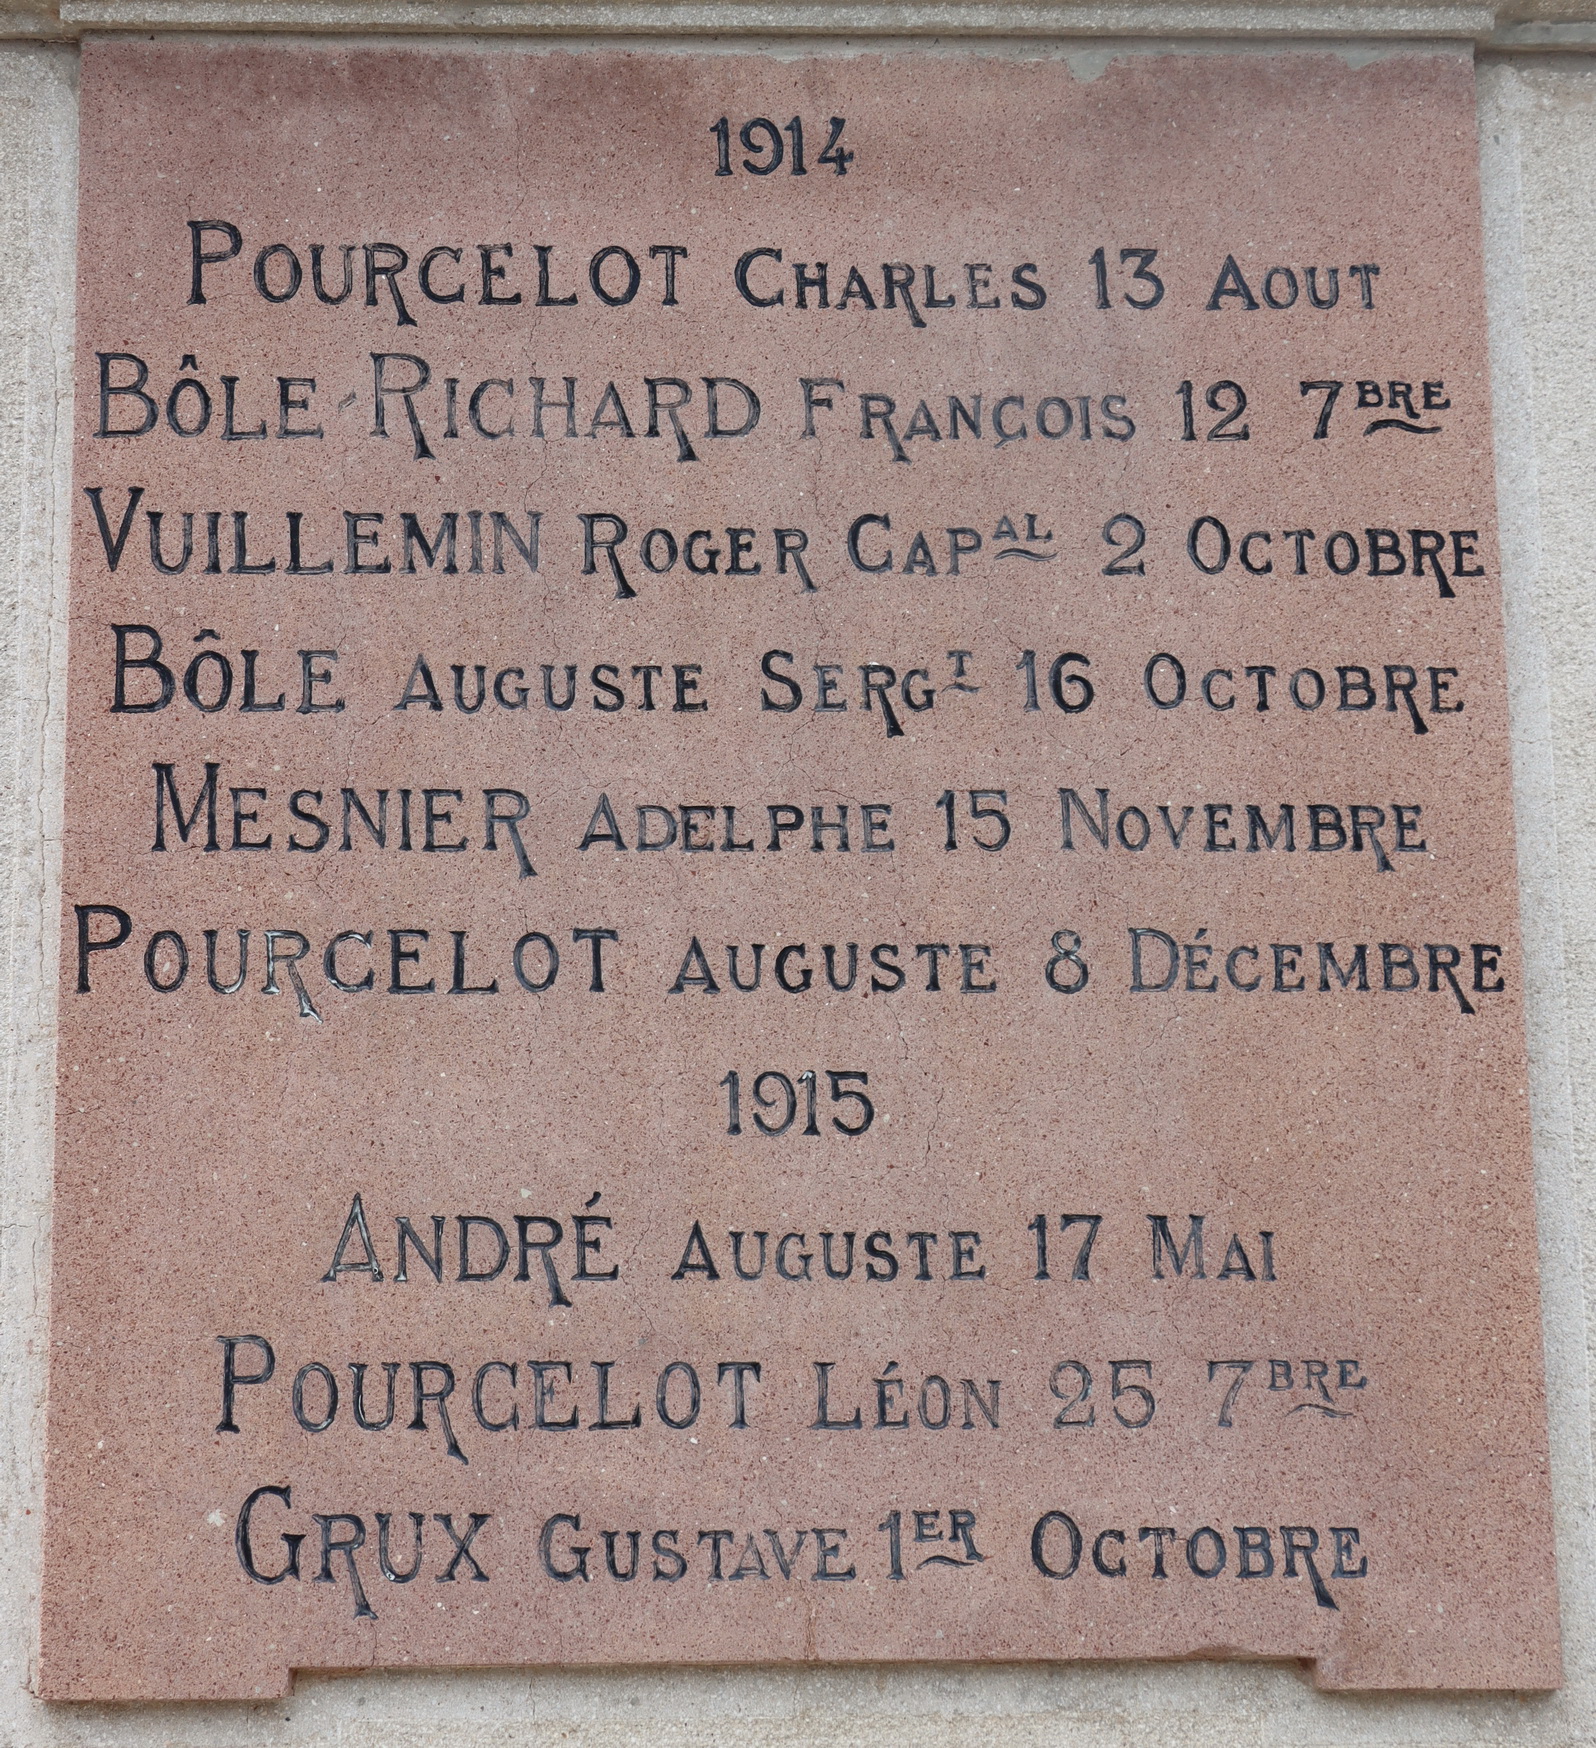 1914
POURCELOT CHARLES 13 AOUT
BÔLE-RICHARD FRANÇOIS 12 7BRE
VUILLEMIN ROGER CAPAL 2 OCTOBRE
BÔLE AUGUSTE SERGT 16 OCTOBRE
MESNIER ADELPHE 15 NOVEMBRE
POURCELOT AUGUSTE 8 DÉCEMBRE
1915
ANDRÉ AUGUSTE 17 MAI
POURCELOT LÉON 25 7BRE
GRUX GUSTAVE 1ER OCTOBRE